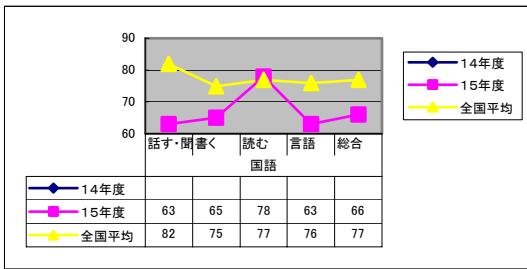 90
80
70
60
14年度
15年度
全国平均
話す・聞 書く 読む 言語 総合
国語
14年度
15年度 63 65 78 63 66
全国平均 82 75 77 76 77